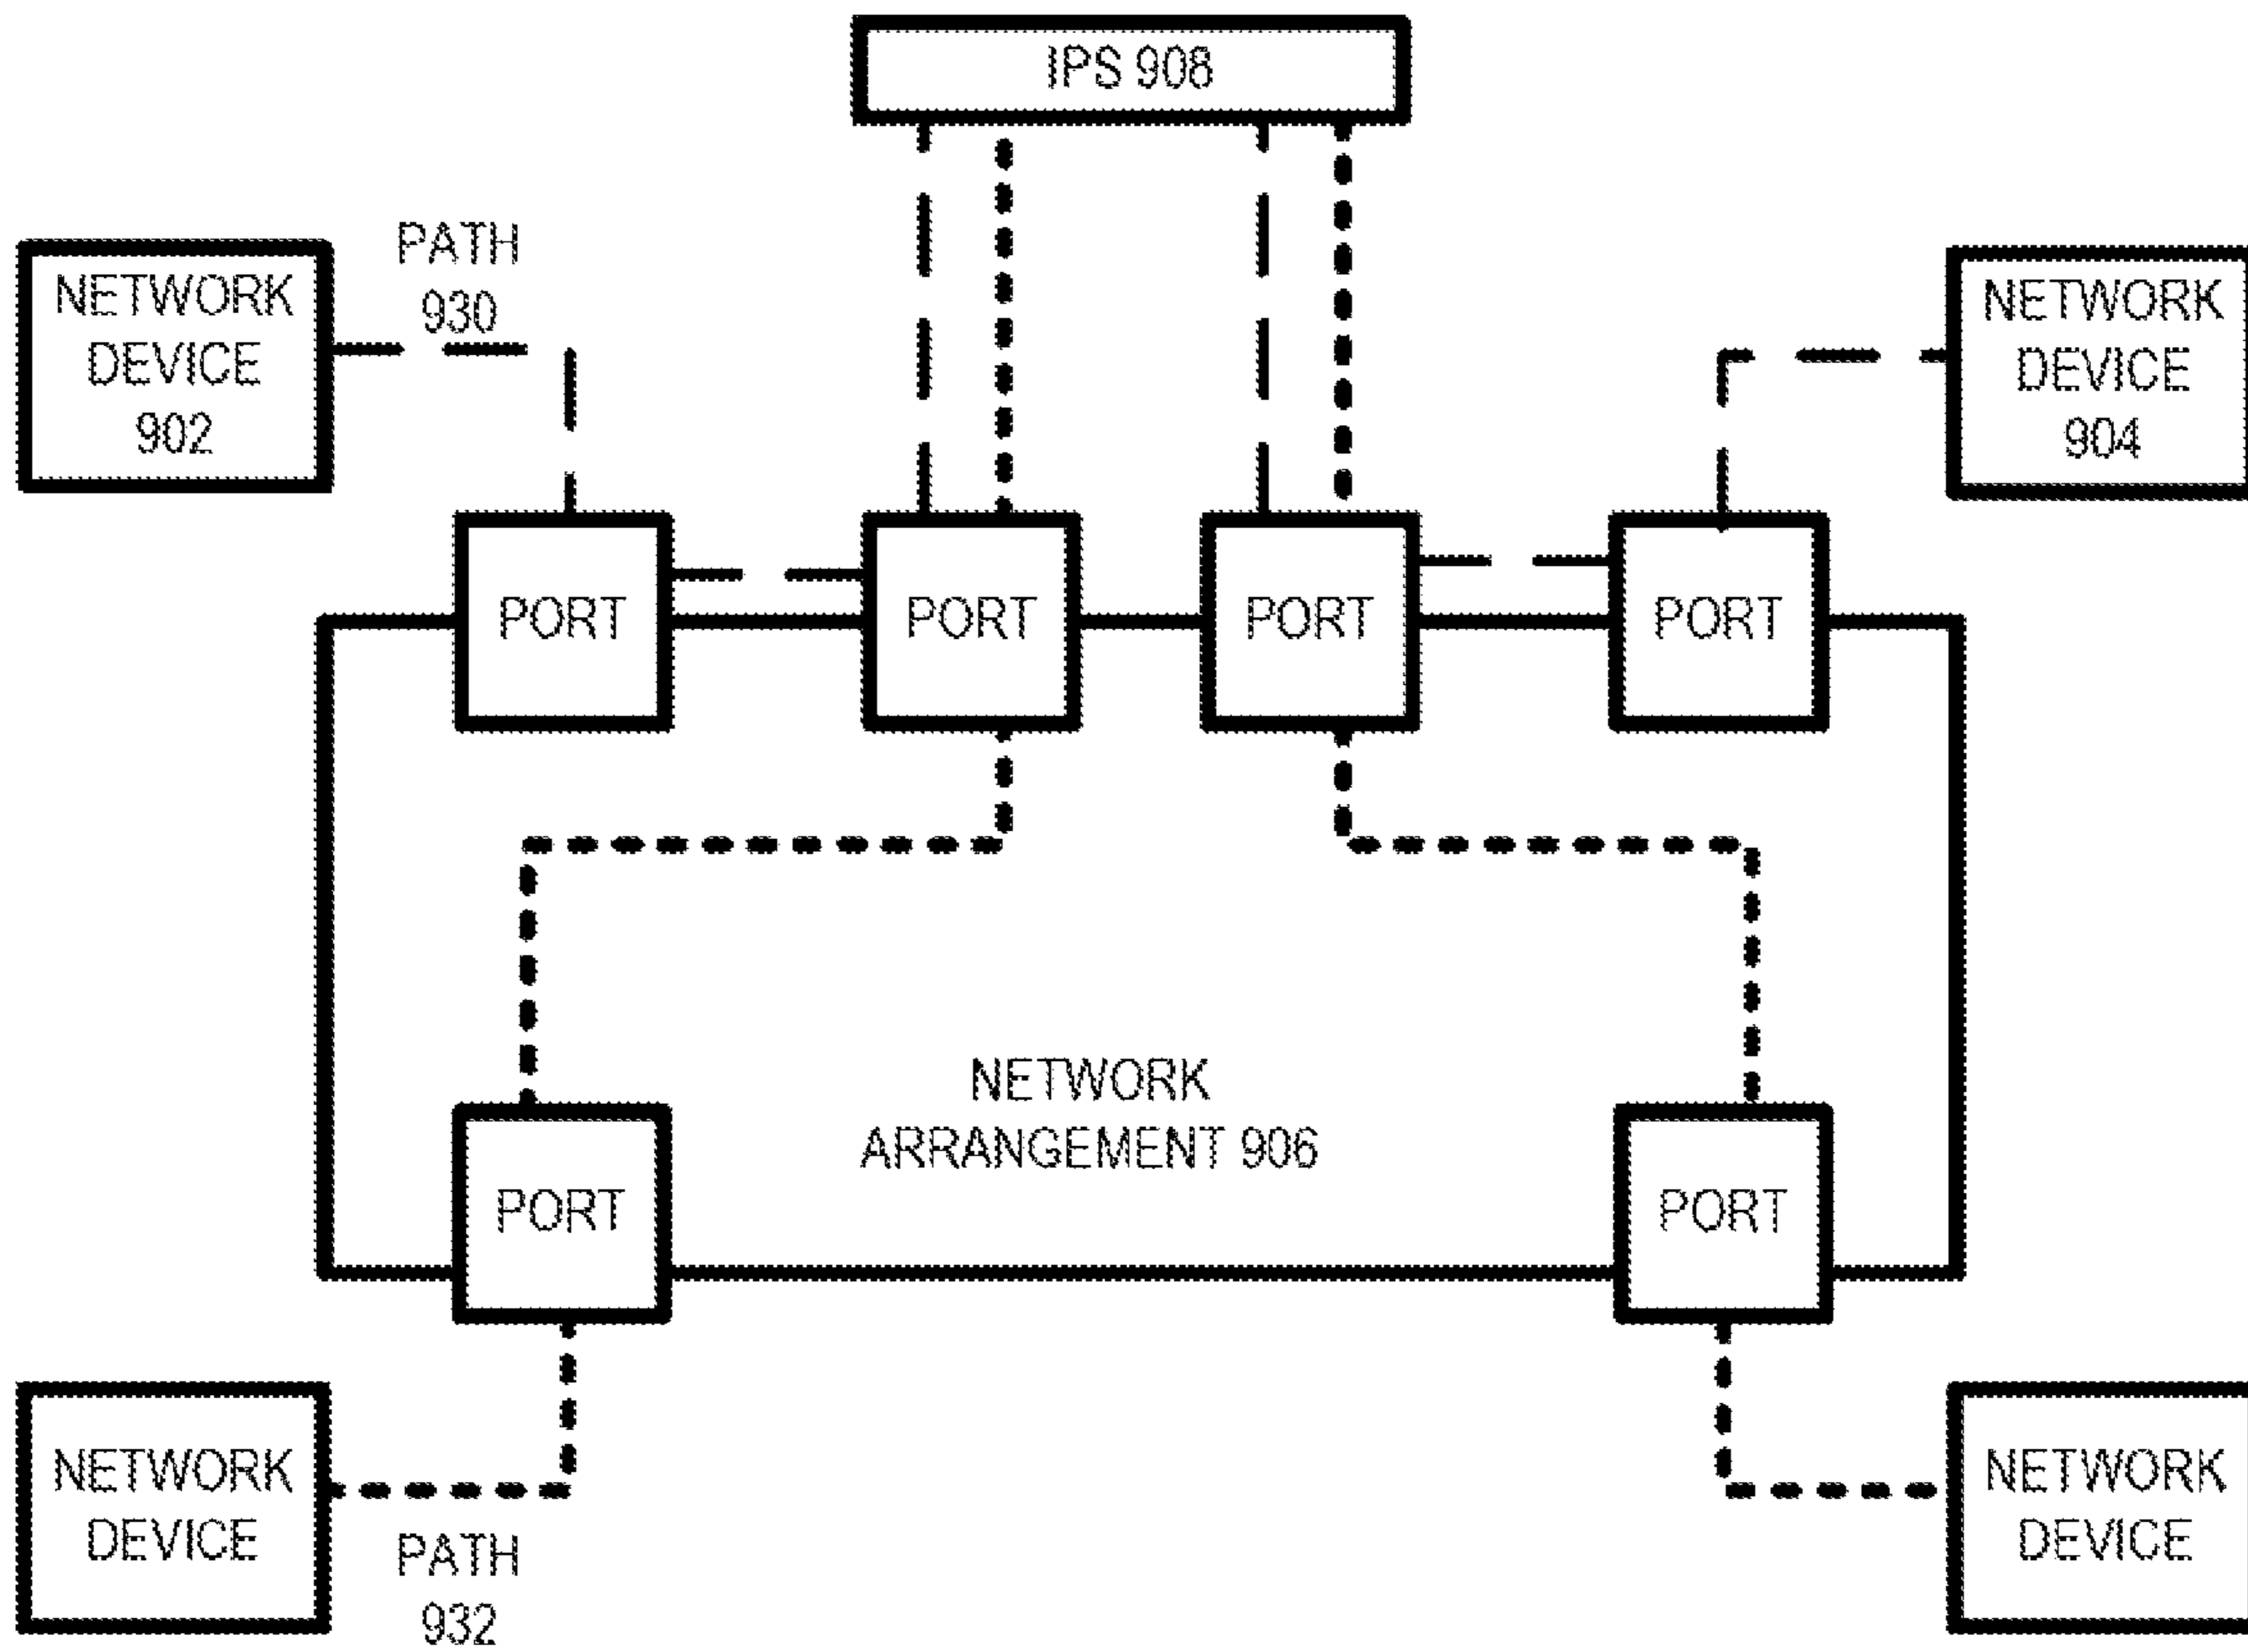 IPS 908
PATH
930
NETWORK
DEVICE
902
NETWORK
DEVICE
904
PORT
PORT
PORT
PORT
NETWORK
ARRANGEMENT 906
PORT
PORT
NETWORK
DEVICE
PATH
932
NETWORK
DEVICE